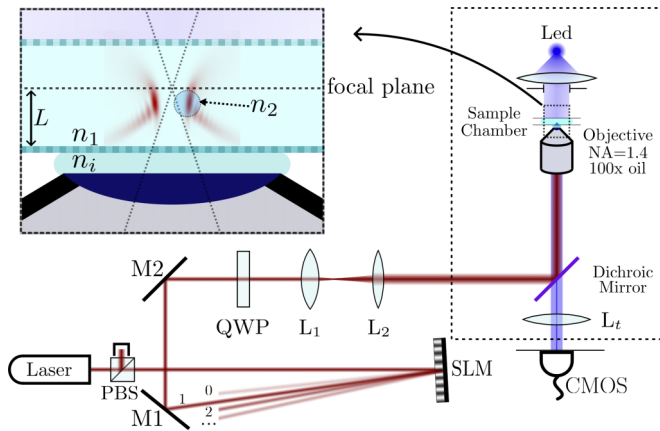 Led
focal plane
L
n₂
n₁
nᵢ
Sample
Chamber
Objective
NA=1.4
100x oil
M2
QWP
L₁
L₂
Dichroic
Mirror
Lₜ
Laser
PBS
M1
1
0
2
...
SLM
CMOS